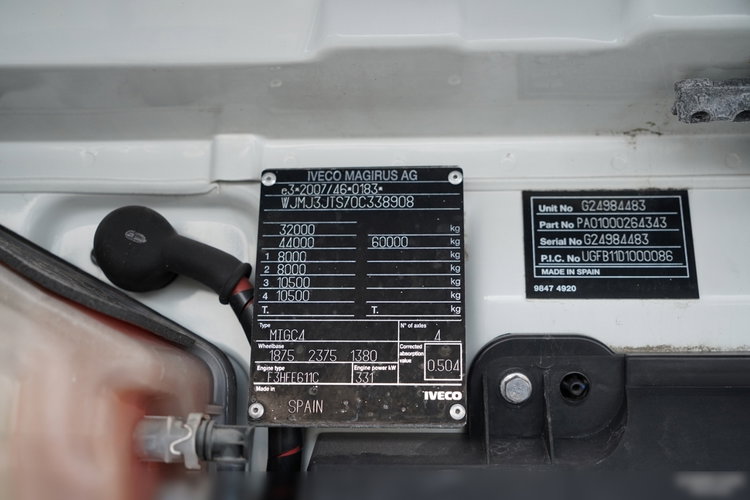 IVECO MAGIRUS AG
e3*2007/46*0183*
WJMJ3JTS70C338908
32000 kg
44000 60000 kg
1 8000 kg
2 8000 kg
3 10500 kg
4 10500 kg
T. T. kg
Type
MTGC4
N° of axles
4
Wheelbase
1875 2375 1380
Corrected
absorption
value
0.504
Engine type
F3HFE611C
Engine power kW
331
Made in
SPAIN
IVECO
Unit No G24984483
Part No PA01000264343
Serial No G24984483
P.I.C. No UGFB11D1000086
MADE IN SPAIN
9847 4920